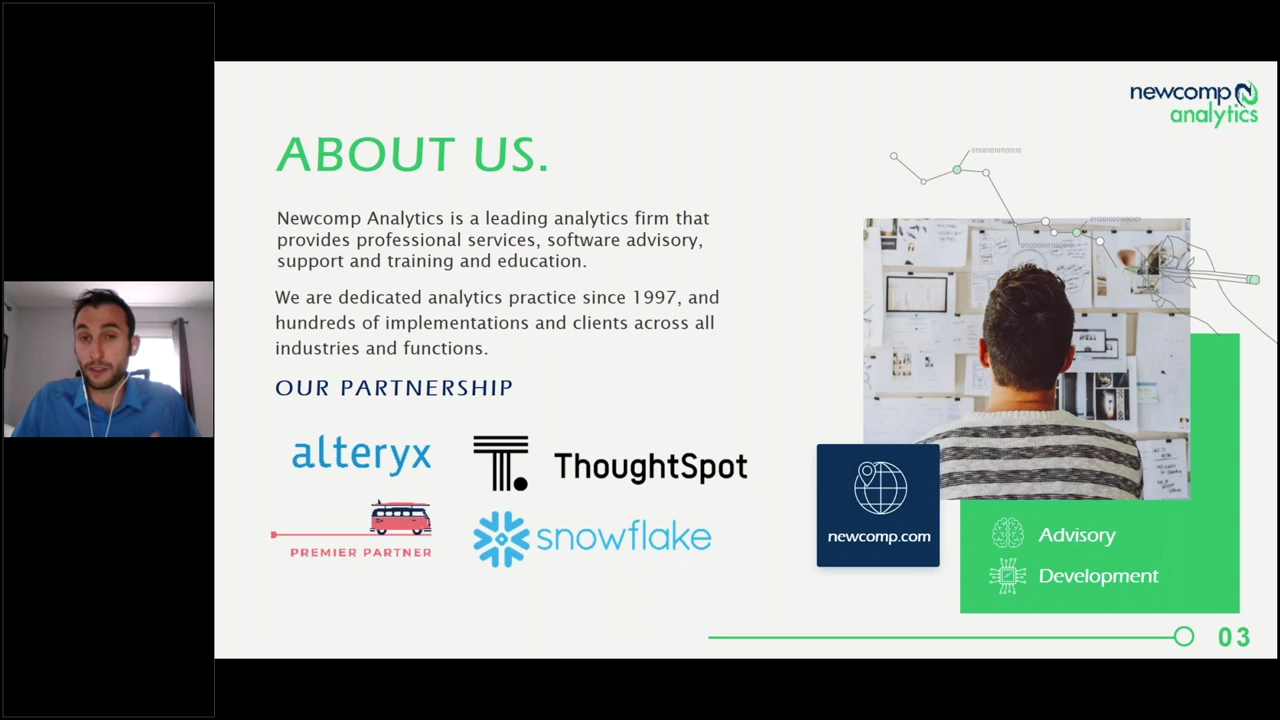 newcomp
analytics
ABOUT US.
Newcomp Analytics is a leading analytics firm that
provides professional services, software advisory,
support and training and education.
We are dedicated analytics practice since 1997, and
hundreds of implementations and clients across all
industries and functions.
OUR PARTNERSHIP
alteryx
ThoughtSpot
PREMIER PARTNER
snowflake
newcomp.com
Advisory
Development
03